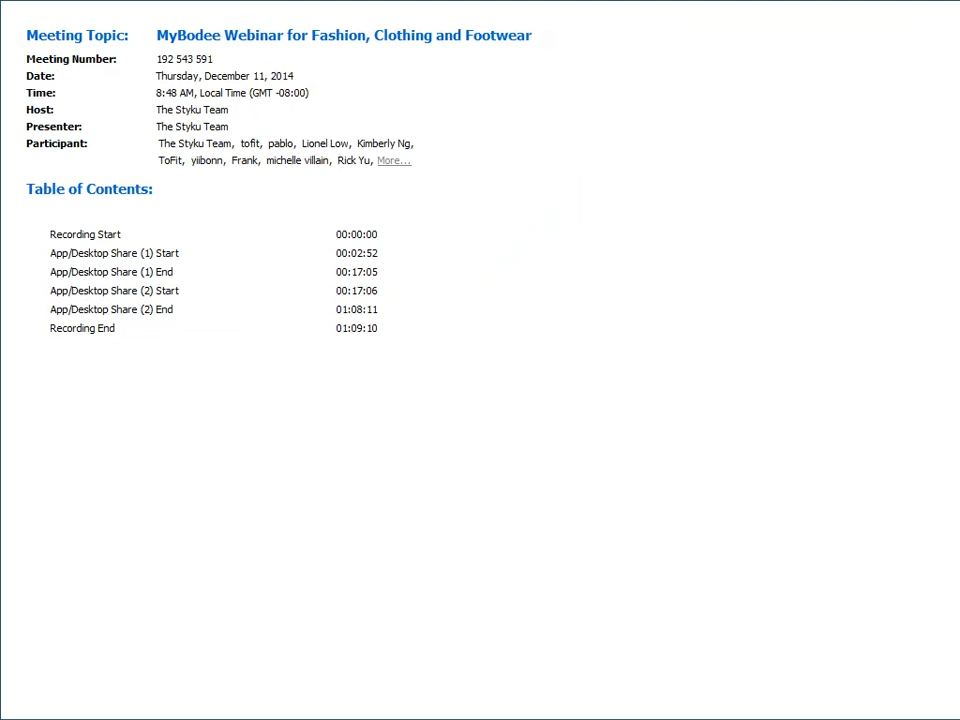 Meeting Topic: MyBodee Webinar for Fashion, Clothing and Footwear
Meeting Number: 192 543 591
Date: Thursday, December 11, 2014
Time: 8:48 AM, Local Time (GMT -08:00)
Host: The Styku Team
Presenter: The Styku Team
Participant: The Styku Team, tofit, pablo, Lionel Low, Kimberly Ng,
ToFit, yiibonn, Frank, michelle villain, Rick Yu, More...
Table of Contents:
Recording Start 00:00:00
App/Desktop Share (1) Start 00:02:52
App/Desktop Share (1) End 00:17:05
App/Desktop Share (2) Start 00:17:06
App/Desktop Share (2) End 01:08:11
Recording End 01:09:10